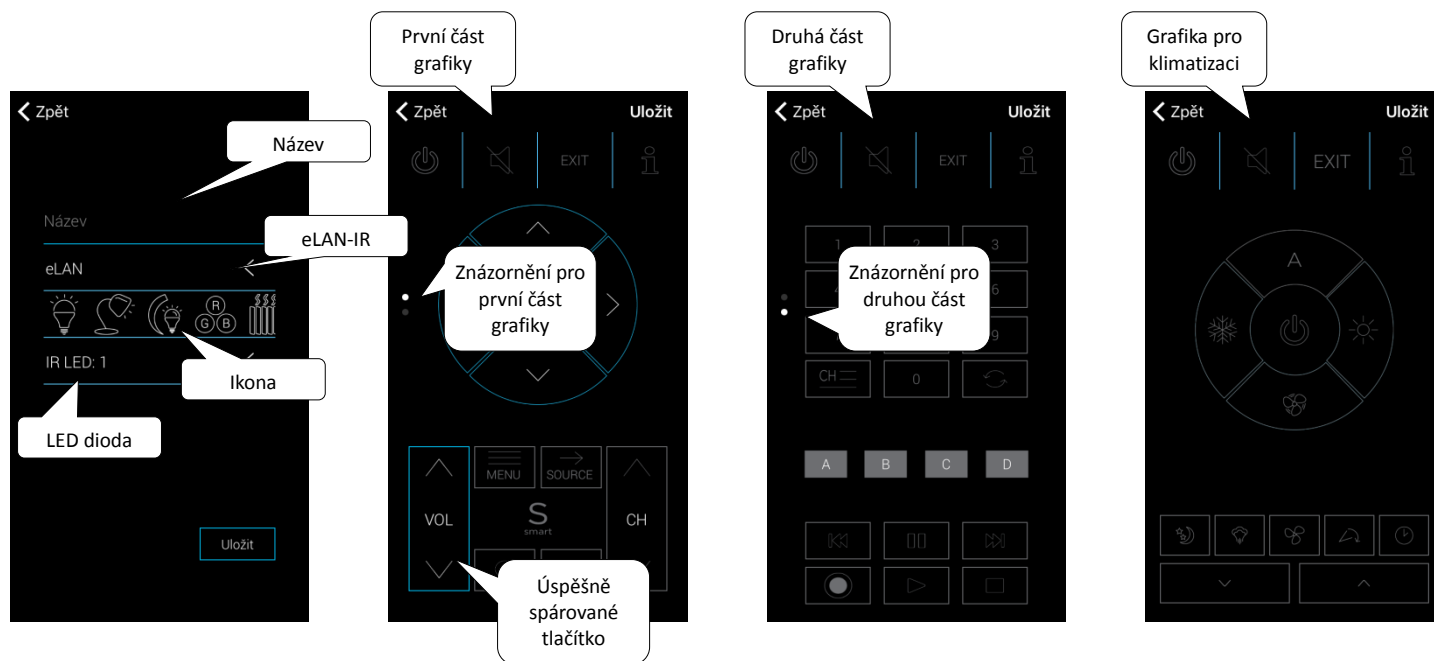 První část
grafiky
Druhá část
grafiky
Grafika pro
klimatizaci
Zpět
Název
Název
eLAN-IR
eLAN
R
G B
IR LED: 1
Ikona
LED dioda
Uložit
Zpět
Uložit
EXIT
Znázornění pro
první část
grafiky
MENU
SOURCE
VOL
S
smart
CH
Úspěšně
spárované
tlačítko
Zpět
Uložit
EXIT
1
2
3
6
9
Znázornění pro
druhou část
grafiky
CH
0
A
B
C
D
Zpět
Uložit
EXIT
A